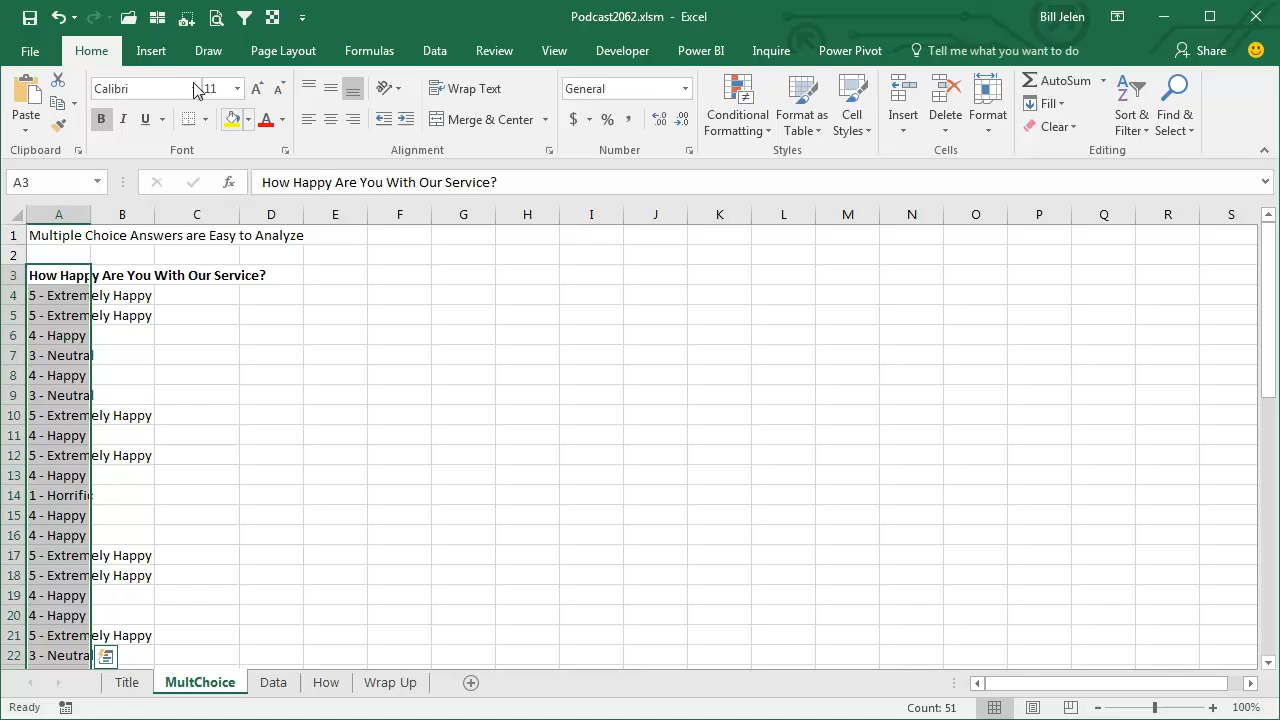 Podcast2062.xlsm - Excel
Bill Jelen
File Home Insert Draw Page Layout Formulas Data Review View Developer Power BI Inquire Power Pivot Tell me what you want to do Share
Paste
Clipboard
Calibri 11
B I U A
Font
Wrap Text
Merge & Center
Alignment
General
$ % ,
Number
Conditional Formatting
Format as Table
Cell Styles
Styles
Insert Delete Format
Cells
AutoSum
Fill
Clear
Sort & Filter
Find & Select
Editing
A3 fx How Happy Are You With Our Service?
A B C D E F G H I J K L M N O P Q R S
1 Multiple Choice Answers are Easy to Analyze
2
3 How Happy Are You With Our Service?
4 5 - Extremely Happy
5 5 - Extremely Happy
6 4 - Happy
7 3 - Neutral
8 4 - Happy
9 3 - Neutral
10 5 - Extremely Happy
11 4 - Happy
12 5 - Extremely Happy
13 4 - Happy
14 1 - Horrific
15 4 - Happy
16 4 - Happy
17 5 - Extremely Happy
18 5 - Extremely Happy
19 4 - Happy
20 4 - Happy
21 5 - Extremely Happy
22 3 - Neutral
Title MultChoice Data How Wrap Up
Ready Count: 51 100%